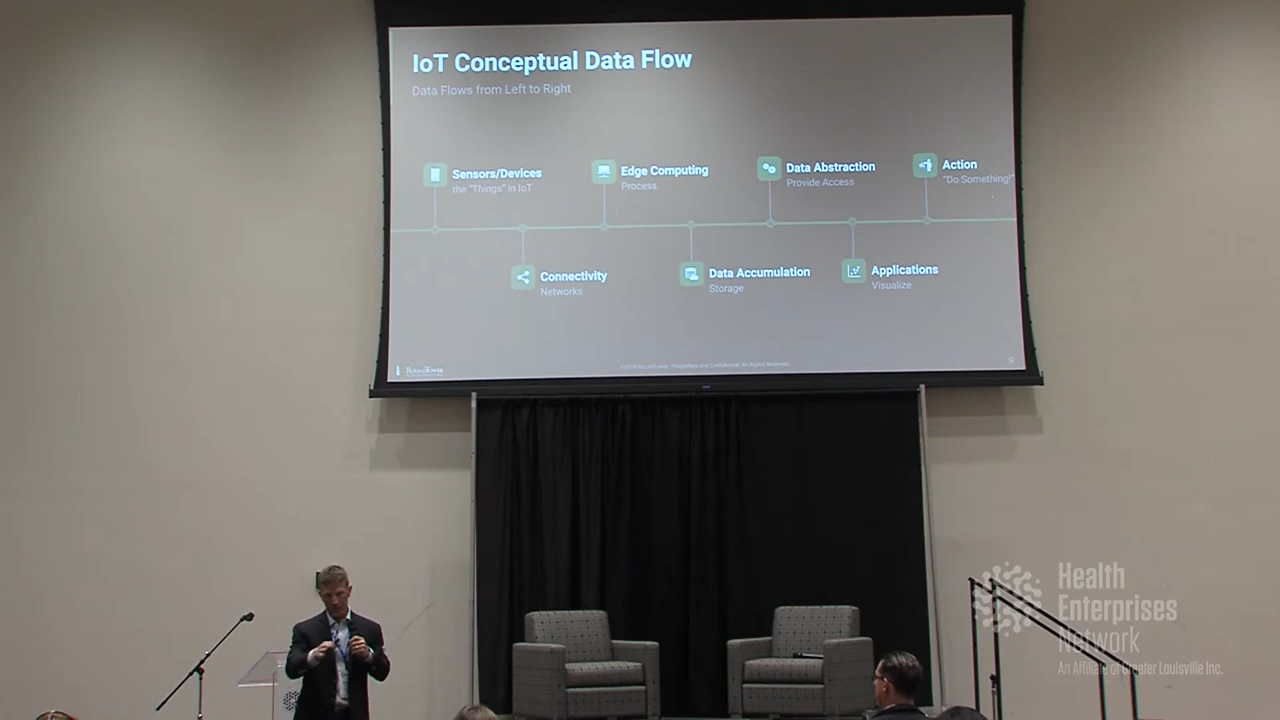 IoT Conceptual Data Flow
Data Flows from Left to Right
Sensors/Devices
the "Things" in IoT
Edge Computing
Process
Data Abstraction
Provide Access
Action
"Do Something!"
Connectivity
Networks
Data Accumulation
Storage
Applications
Visualize
9
Health
Enterprises
Network
An Affiliate of Greater Louisville Inc.